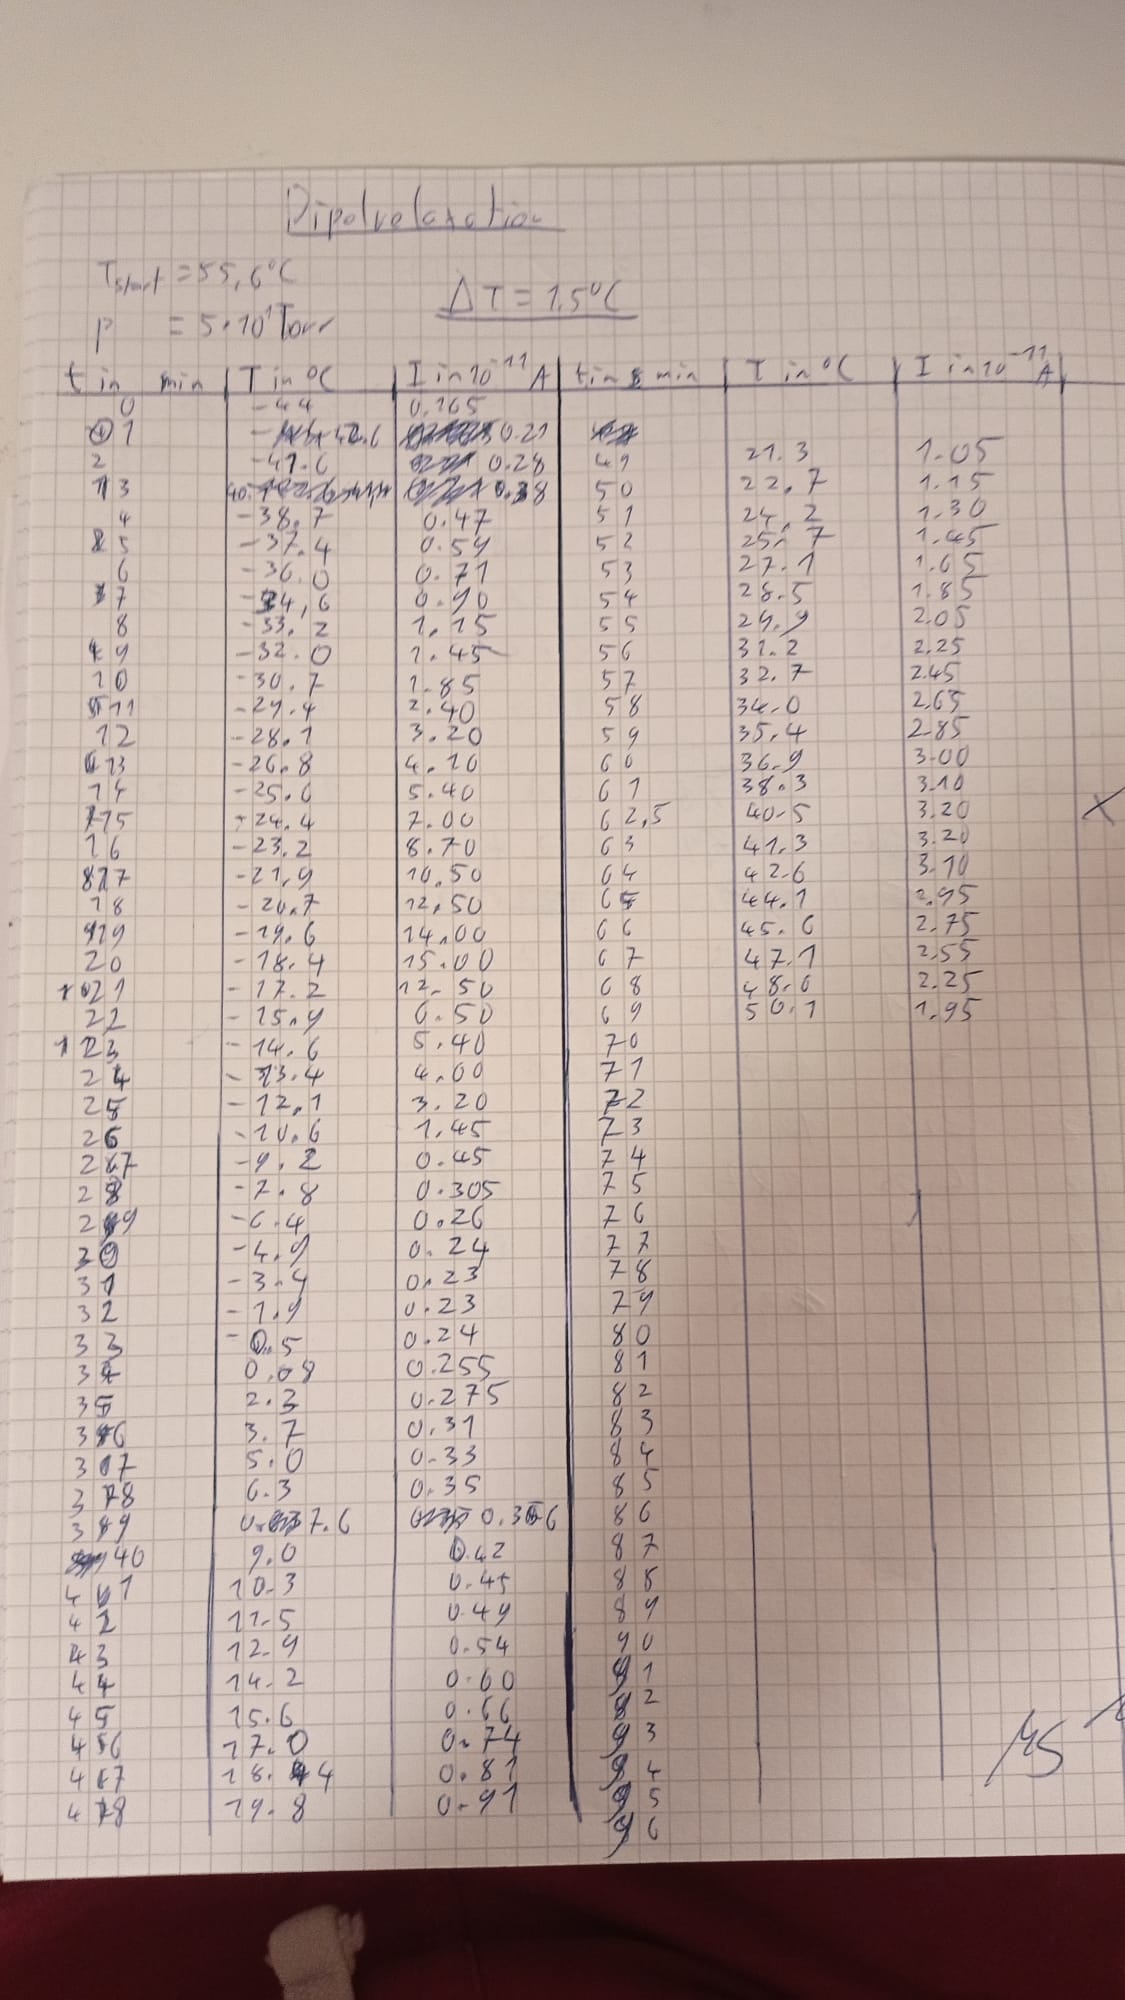 Dipolrelaxation
Tstart = 55,6°C
ΔT = 1.5°C
p = 5·10¹ Torr
t in min | T in °C | I in 10⁻¹¹ A | t in min | T in °C | I in 10⁻¹¹ A
0 -44 0.165
1 -42.6 0.21
2 -41.6 0.28 49 21.3 1.05
3 40. 0.38 50 22,7 1.15
4 -38,7 0.47 51 24,2 1.30
5 -37.4 0.59 52 25,7 1.45
6 -36.0 0.71 53 27.1 1.65
7 -34,6 0.90 54 28.5 1.85
8 -33.2 1.15 55 29.9 2.05
9 -32.0 1.45 56 31.2 2.25
10 -30.7 1.85 57 32.7 2.45
11 -29.4 2.40 58 34.0 2.65
12 -28.1 3.20 59 35.4 2.85
13 -26.8 4.10 60 36.9 3.00
14 -25.6 5.40 61 38.3 3.10
15 -24.4 7.00 62,5 40.5 3.20
16 -23.2 8.70 63 41.3 3.20
17 -21,9 10.50 64 42.6 3.10
18 -20.7 12,50 65 44.1 2.95
19 -19.6 14.00 66 45.6 2.75
20 -18.4 15.00 67 47.1 2.55
21 -17.2 12.50 68 48.6 2.25
22 -15.9 6.50 69 50.1 1.95
23 -14.6 5.40 70
24 -13.4 4.00 71
25 -12.1 3.20 72
26 -10.6 1.45 73
27 -9.2 0.45 74
28 -7.8 0.305 75
29 -6.4 0.26 76
30 -4.9 0.24 77
31 -3.4 0.23 78
32 -1.9 0.23 79
33 -0.5 0.24 80
34 0.08 0.255 81
35 2.3 0.275 82
36 3.7 0.31 83
37 5.0 0.33 84
38 6.3 0.35 85
39 7.6 86
40 9.0 0.42 87
41 10.3 0.45 88
42 11.5 0.49 89
43 12.9 0.54 90
44 14.2 0.60 91
45 15.6 0.66 92
46 17.0 0.74 93
47 18.4 0.81 94
48 19.8 0.91 95
96